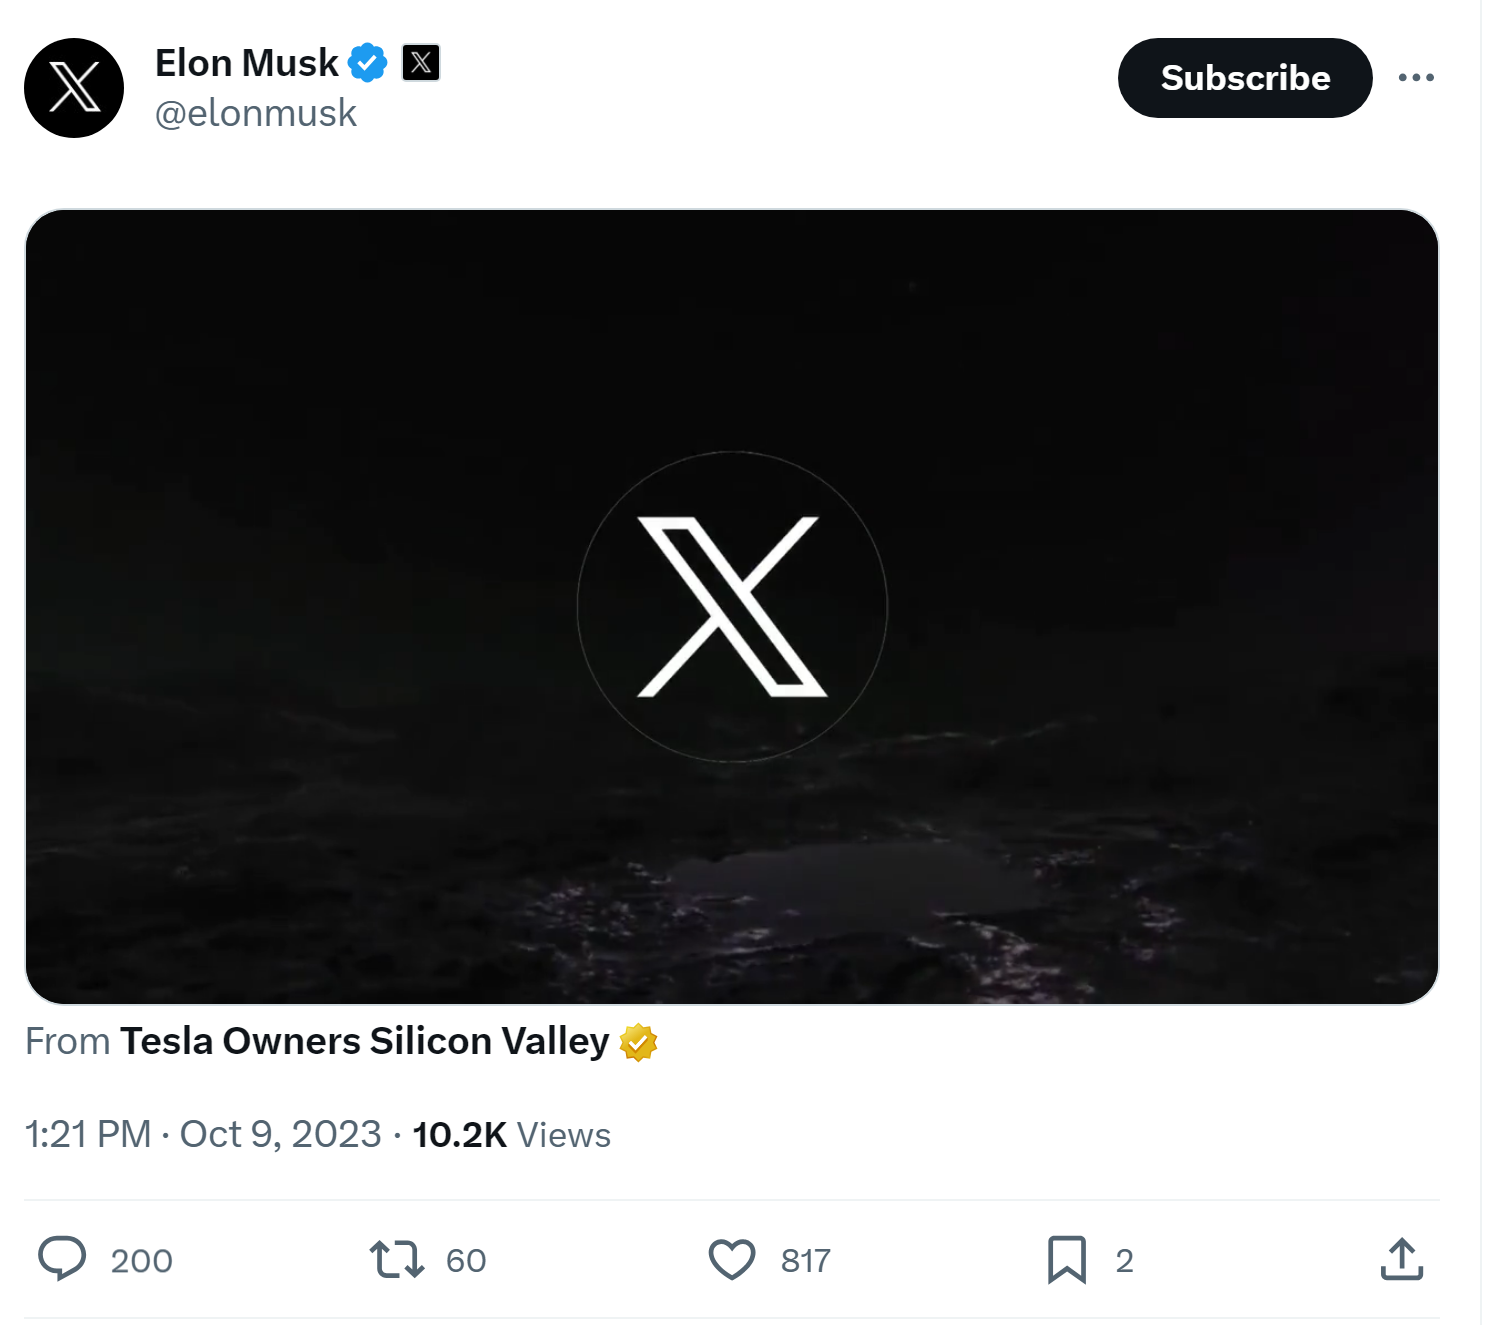 Elon Musk
@elonmusk
Subscribe
From Tesla Owners Silicon Valley
1:21 PM · Oct 9, 2023 · 10.2K Views
200 60 817 2